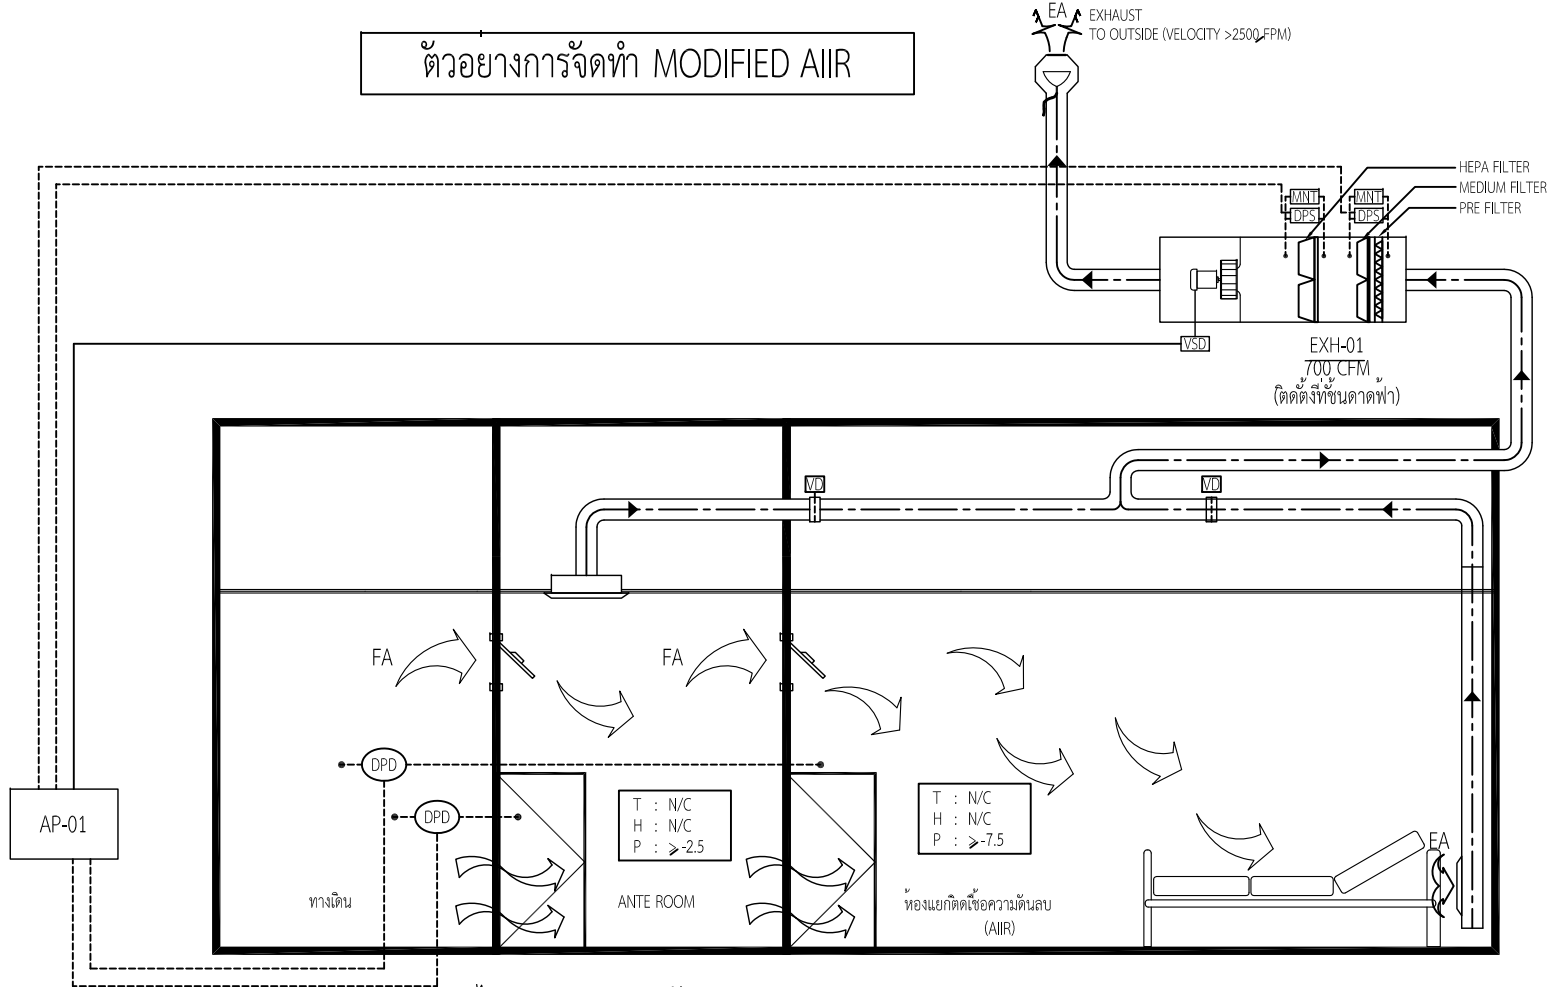 ตัวอยางการจัดทำ MODIFIED AIIR
EA
EXHAUST
TO OUTSIDE (VELOCITY >2500 FPM)
HEPA FILTER
MEDIUM FILTER
PRE FILTER
MNT
DPS
MNT
DPS
VSD
EXH-01
700 CFM
(ติดตั้งที่ชั้นดาดฟ้า)
VD
VD
FA
FA
DPD
DPD
AP-01
T : N/C
H : N/C
P : ⩾-2.5
T : N/C
H : N/C
P : ⩾-7.5
EA
ทางเดิน
ANTE ROOM
ห้องแยกติดเชื้อความดันลบ
(AIIR)